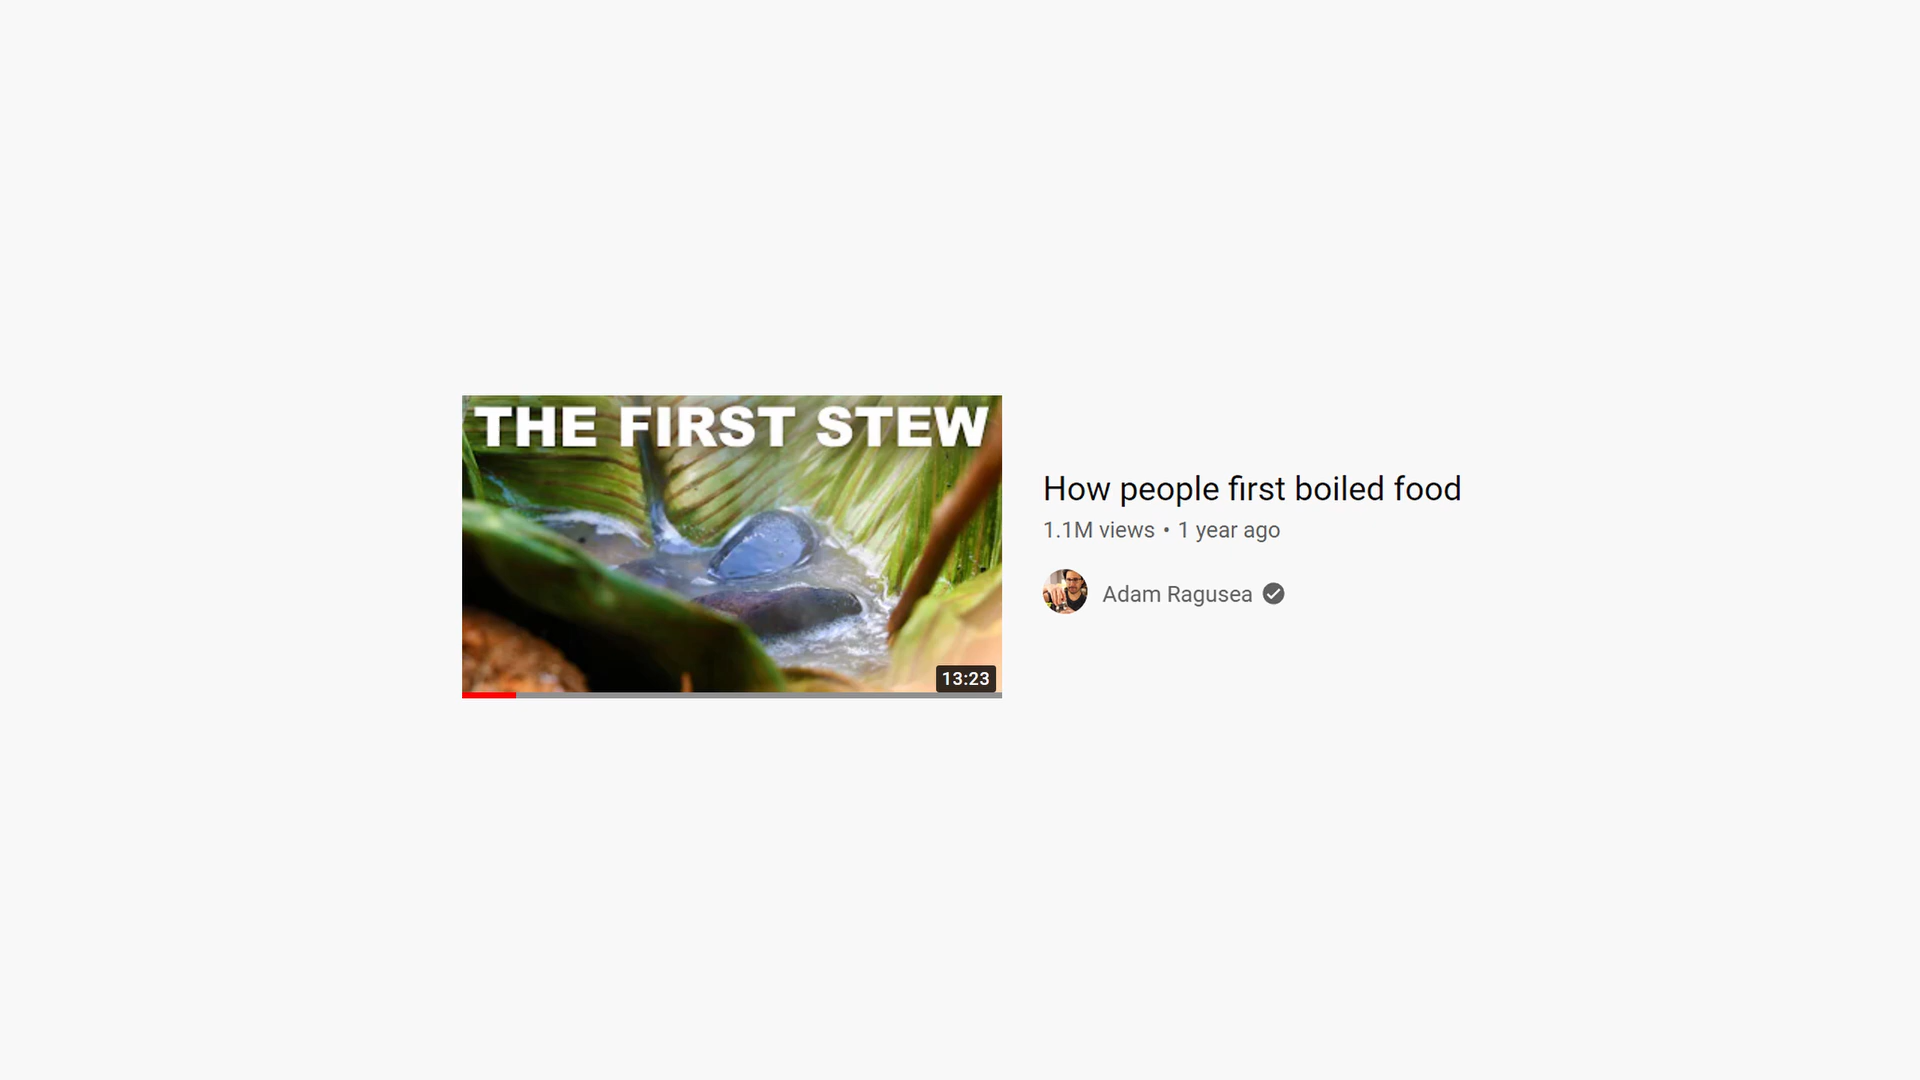 THE FIRST STEW
13:23
How people first boiled food
1.1M views • 1 year ago
Adam Ragusea